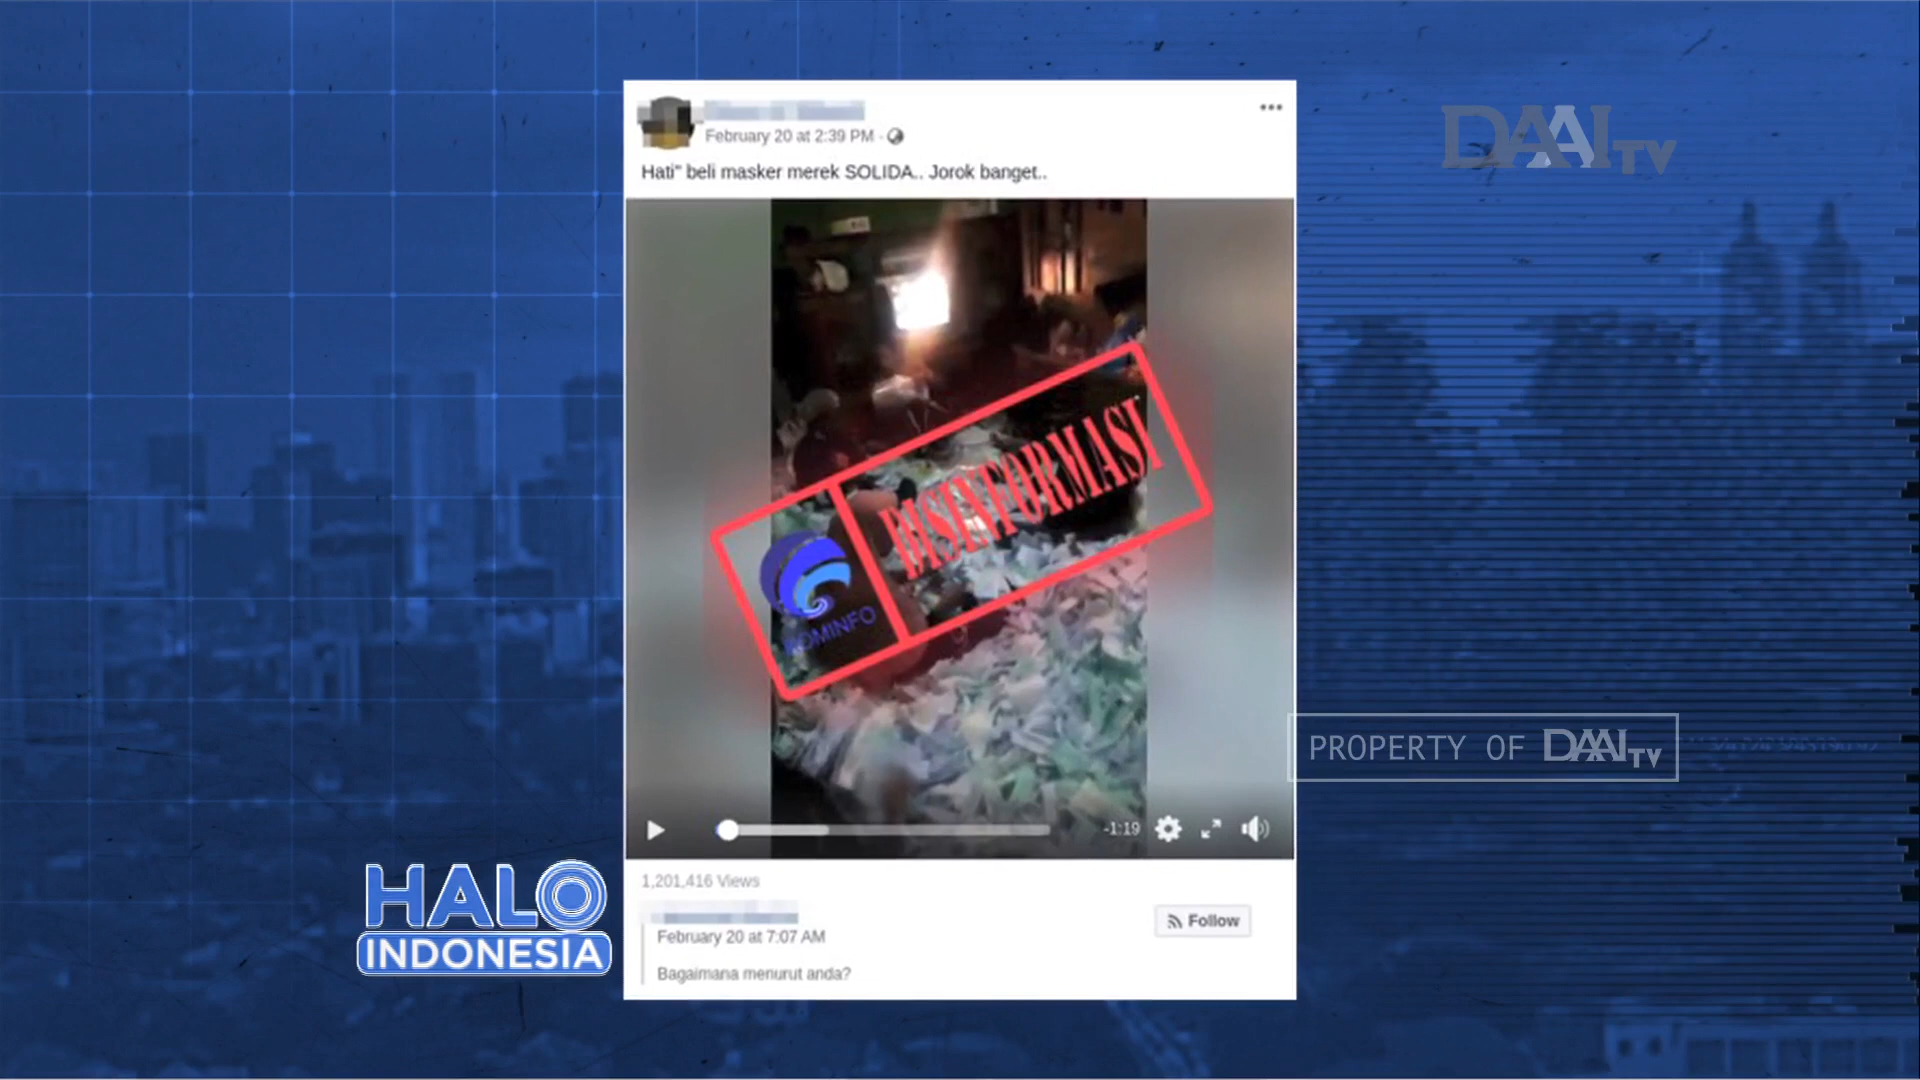 February 20 at 2:39 PM ·
Hati" beli masker merek SOLIDA.. Jorok banget..
DAAI TV
DISINFORMASI
KOMINFO
PROPERTY OF DAAI TV
-1:19
1,201,416 Views
Follow
February 20 at 7:07 AM
Bagaimana menurut anda?
HALO
INDONESIA